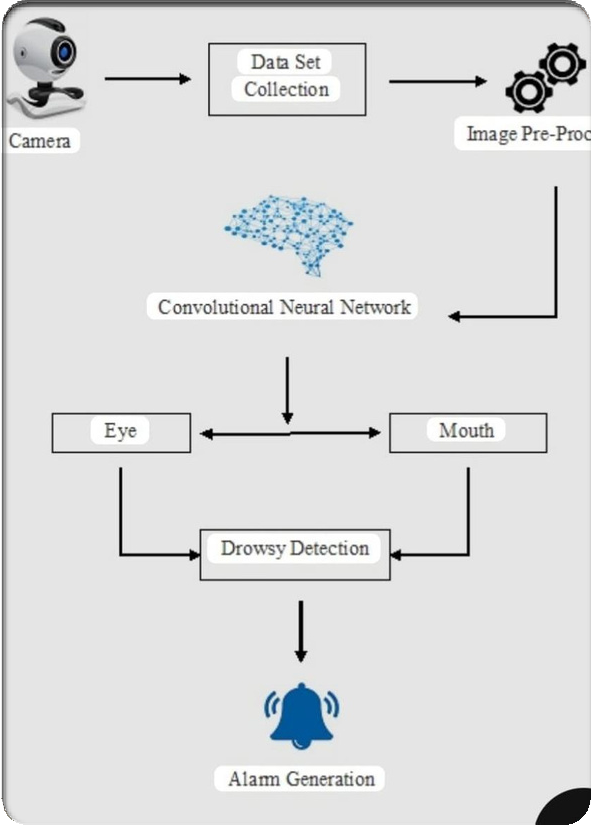 Camera
Data Set
Collection
Image Pre-Proc
Convolutional Neural Network
Eye
Mouth
Drowsy Detection
Alarm Generation